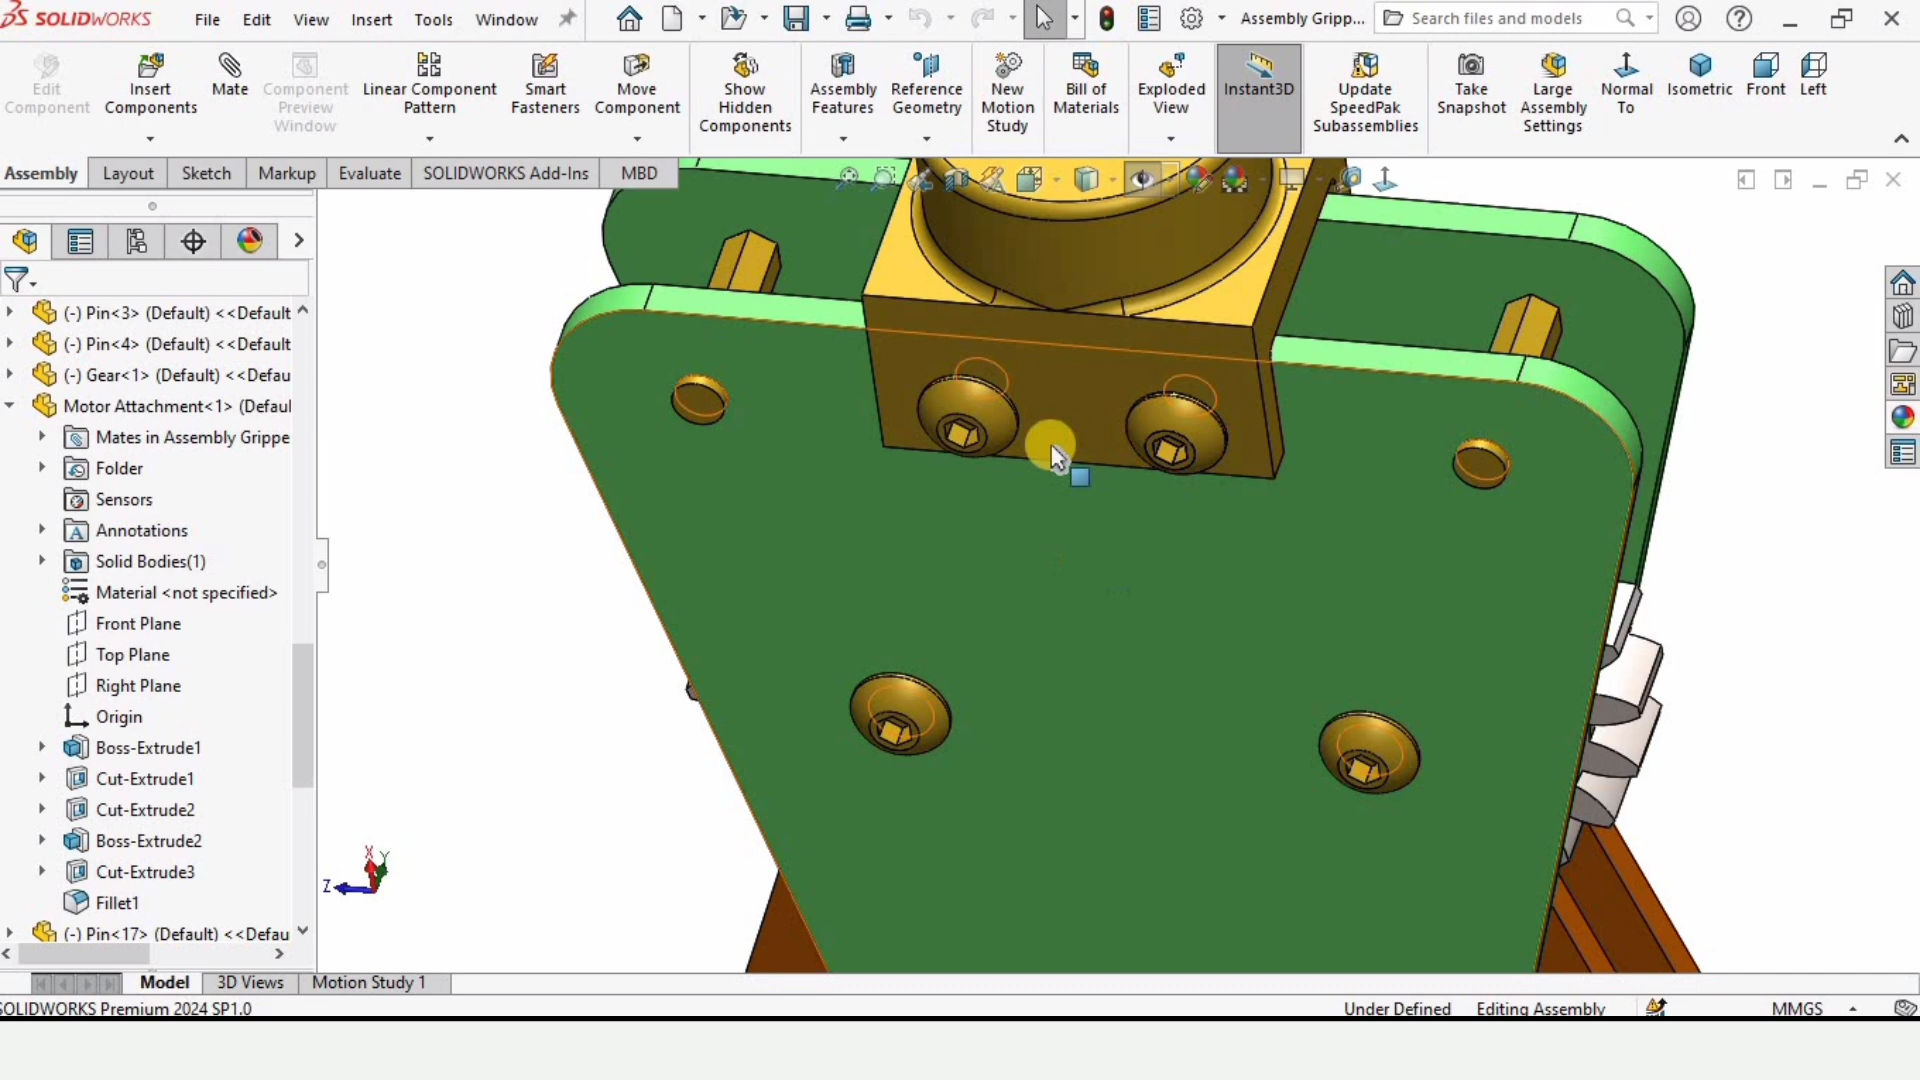 SOLIDWORKS File Edit View Insert Tools Window Assembly Gripp... Search files and models
Edit Component
Insert Components
Mate
Component Preview Window
Linear Component Pattern
Smart Fasteners
Move Component
Show Hidden Components
Assembly Features
Reference Geometry
New Motion Study
Bill of Materials
Exploded View
Instant3D
Update SpeedPak Subassemblies
Take Snapshot
Large Assembly Settings
Normal To
Isometric
Front
Left
Assembly Layout Sketch Markup Evaluate SOLIDWORKS Add-Ins MBD
(-) Pin<3> (Default) <<Default
(-) Pin<4> (Default) <<Default
(-) Gear<1> (Default) <<Defau
Motor Attachment<1> (Defaul
Mates in Assembly Grippe
Folder
Sensors
Annotations
Solid Bodies(1)
Material <not specified>
Front Plane
Top Plane
Right Plane
Origin
Boss-Extrude1
Cut-Extrude1
Cut-Extrude2
Boss-Extrude2
Cut-Extrude3
Fillet1
(-) Pin<17> (Default) <<Defau
X Y
Z
Model 3D Views Motion Study 1
SOLIDWORKS Premium 2024 SP1.0 Under Defined Editing Assembly MMGS